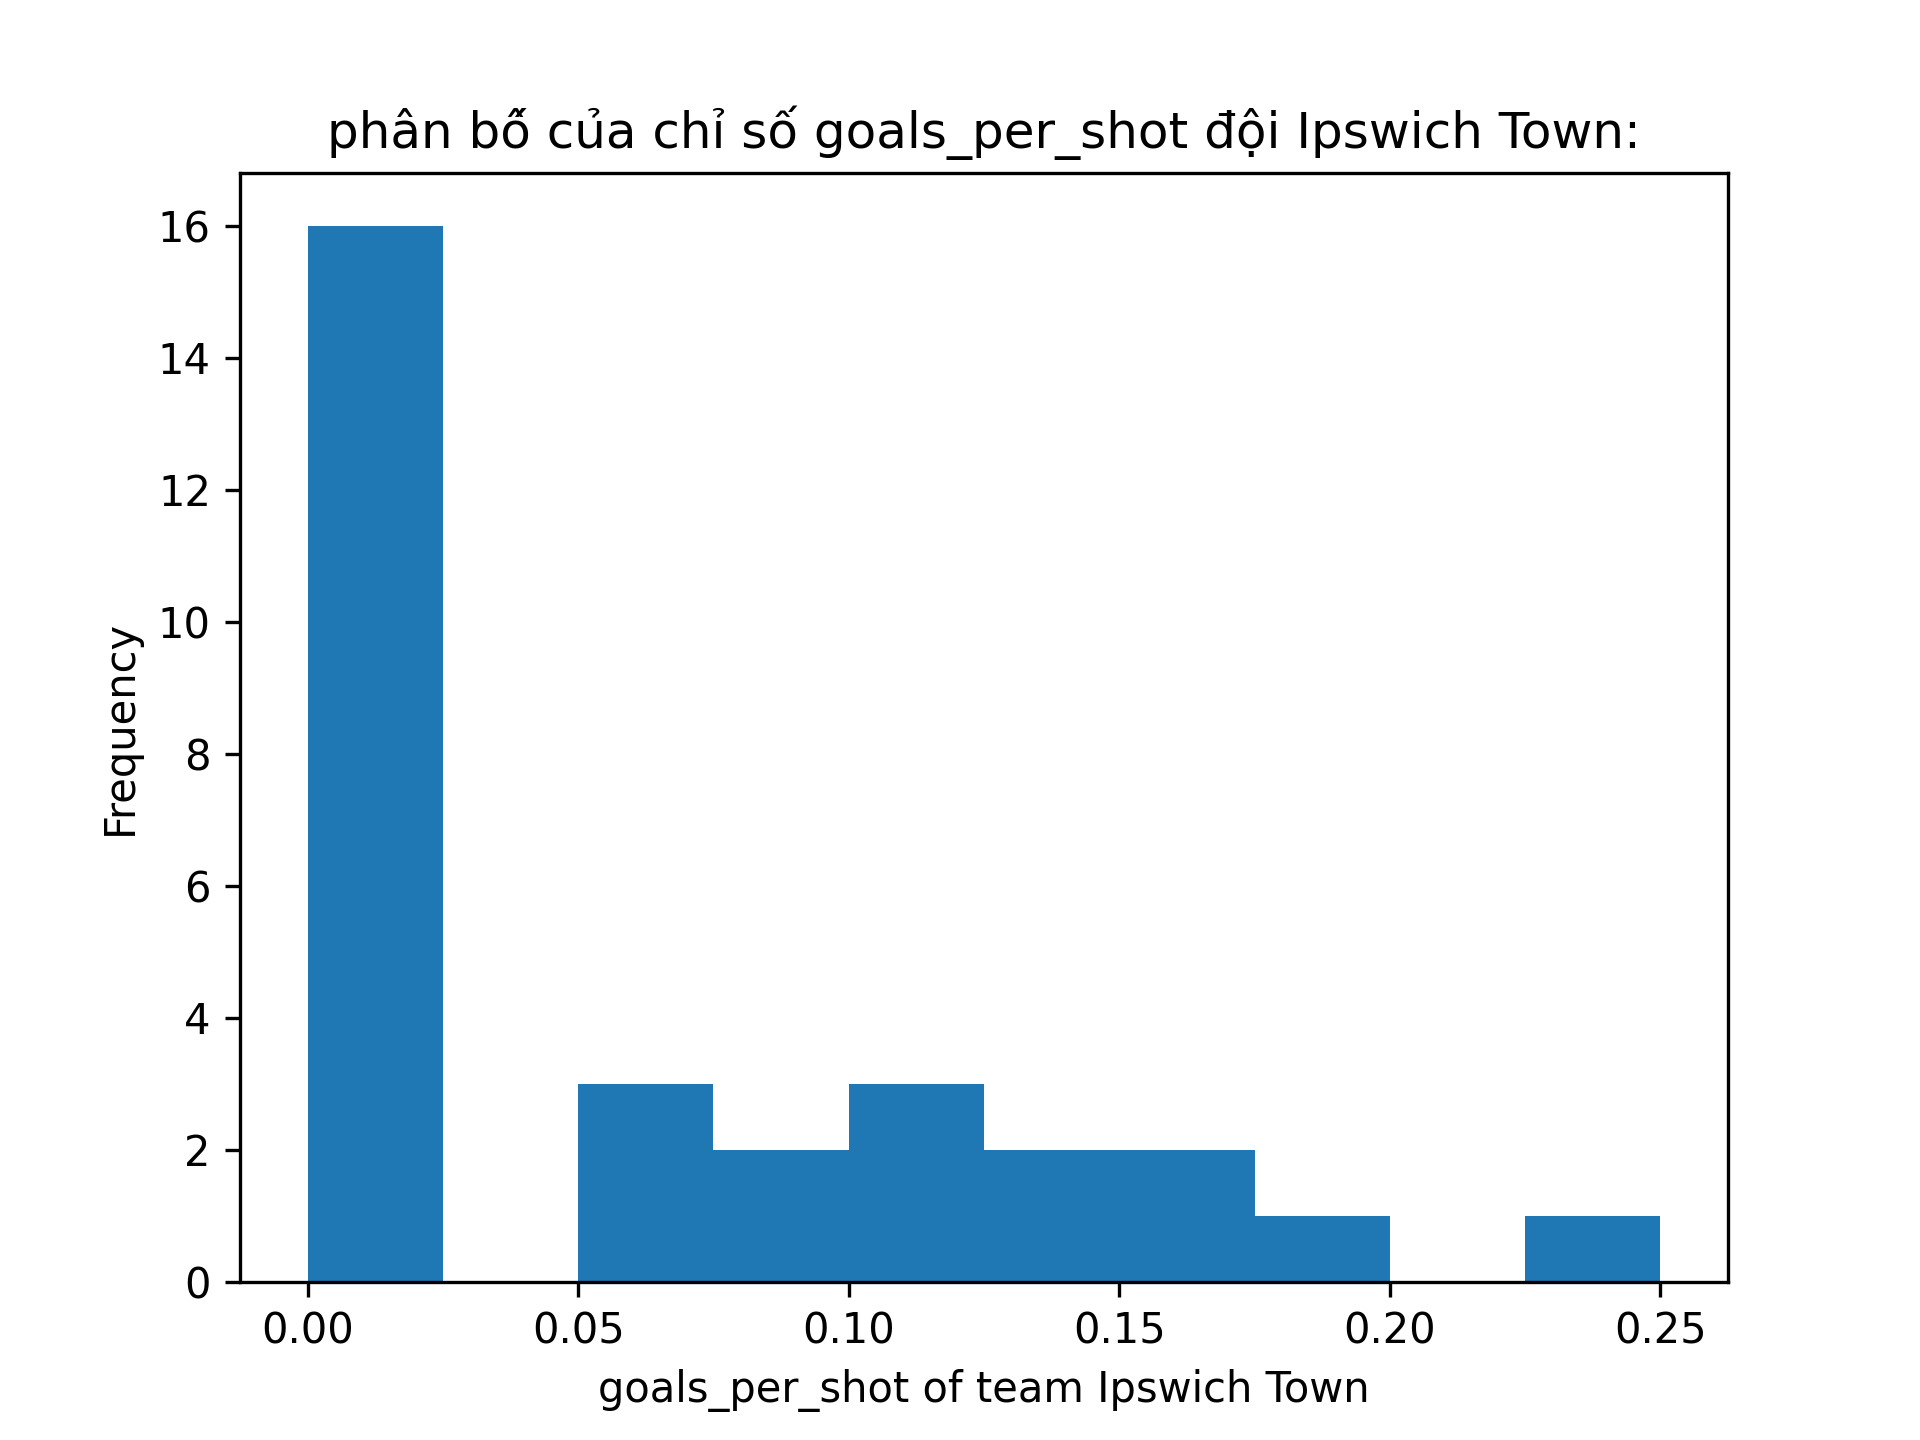 phân bỗ của chỉ số goals_per_shot đội Ipswich Town:
16
14
12
10
8
6
4
2
0
Frequency
0.00 0.05 0.10 0.15 0.20 0.25
goals_per_shot of team Ipswich Town